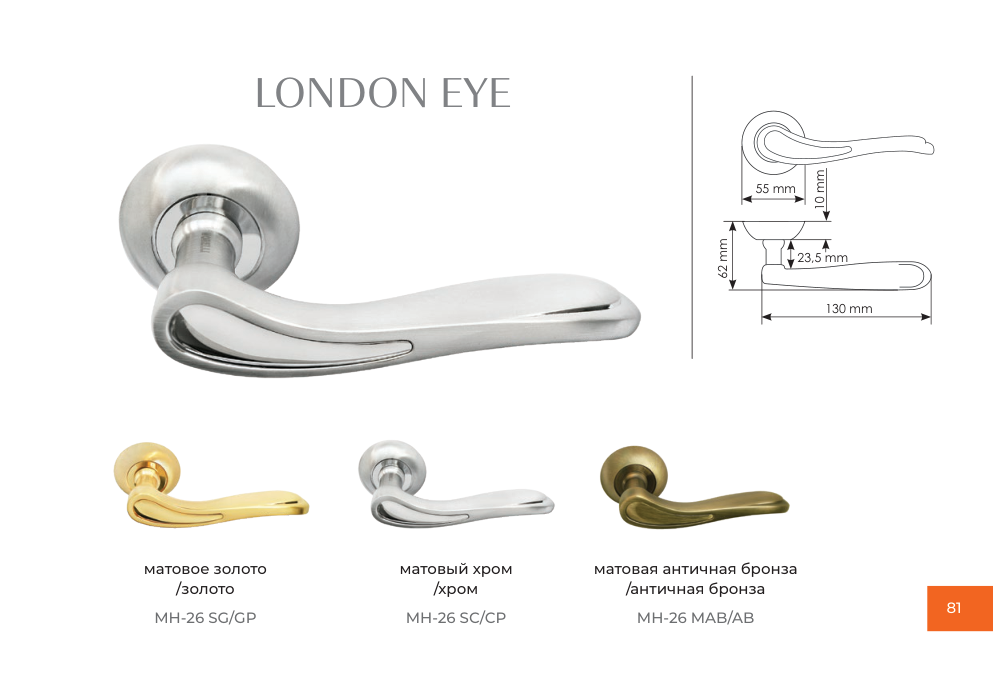 LONDON EYE
55 mm
10 mm
62 mm
23,5 mm
130 mm
матовое золото
/золото
MH-26 SG/GP
матовый хром
/хром
MH-26 SC/CP
матовая античная бронза
/античная бронза
MH-26 MAB/AB
81